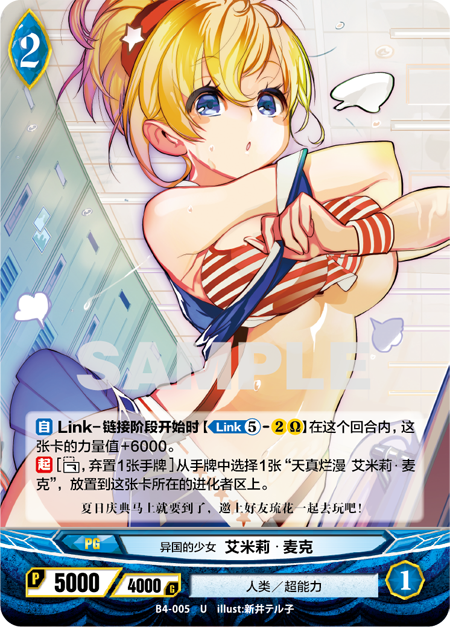 2
SAMPLE
自 Link-链接阶段开始时【Link 5 - 2 Ω】在这个回合内，这
张卡的力量值+6000。
起［，弃置1张手牌］从手牌中选择1张“天真烂漫 艾米莉·麦
克”，放置到这张卡所在的进化者区上。
夏日庆典马上就要到了，邀上好友琉花一起去玩吧！
PG 异国的少女 艾米莉·麦克
P 5000 / 4000 G 人类／超能力 1
B4-005 U illust:新井テル子